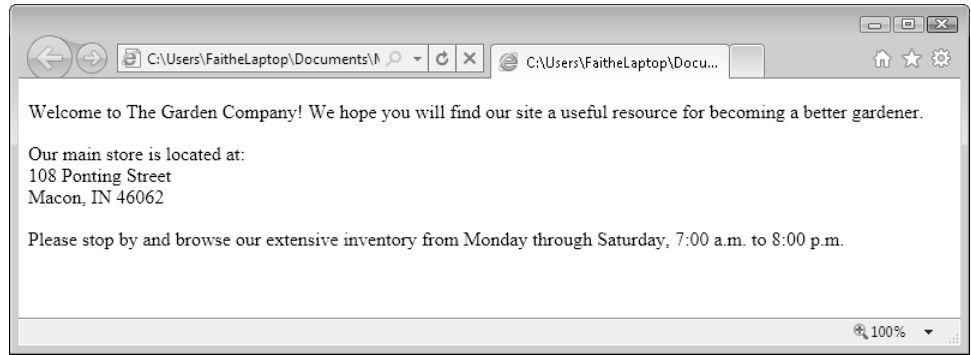 C:\Users\FaitheLaptop\Documents\M
C:\Users\FaitheLaptop\Docu...
Welcome to The Garden Company! We hope you will find our site a useful resource for becoming a better gardener.
Our main store is located at:
108 Ponting Street
Macon, IN 46062
Please stop by and browse our extensive inventory from Monday through Saturday, 7:00 a.m. to 8:00 p.m.
100%